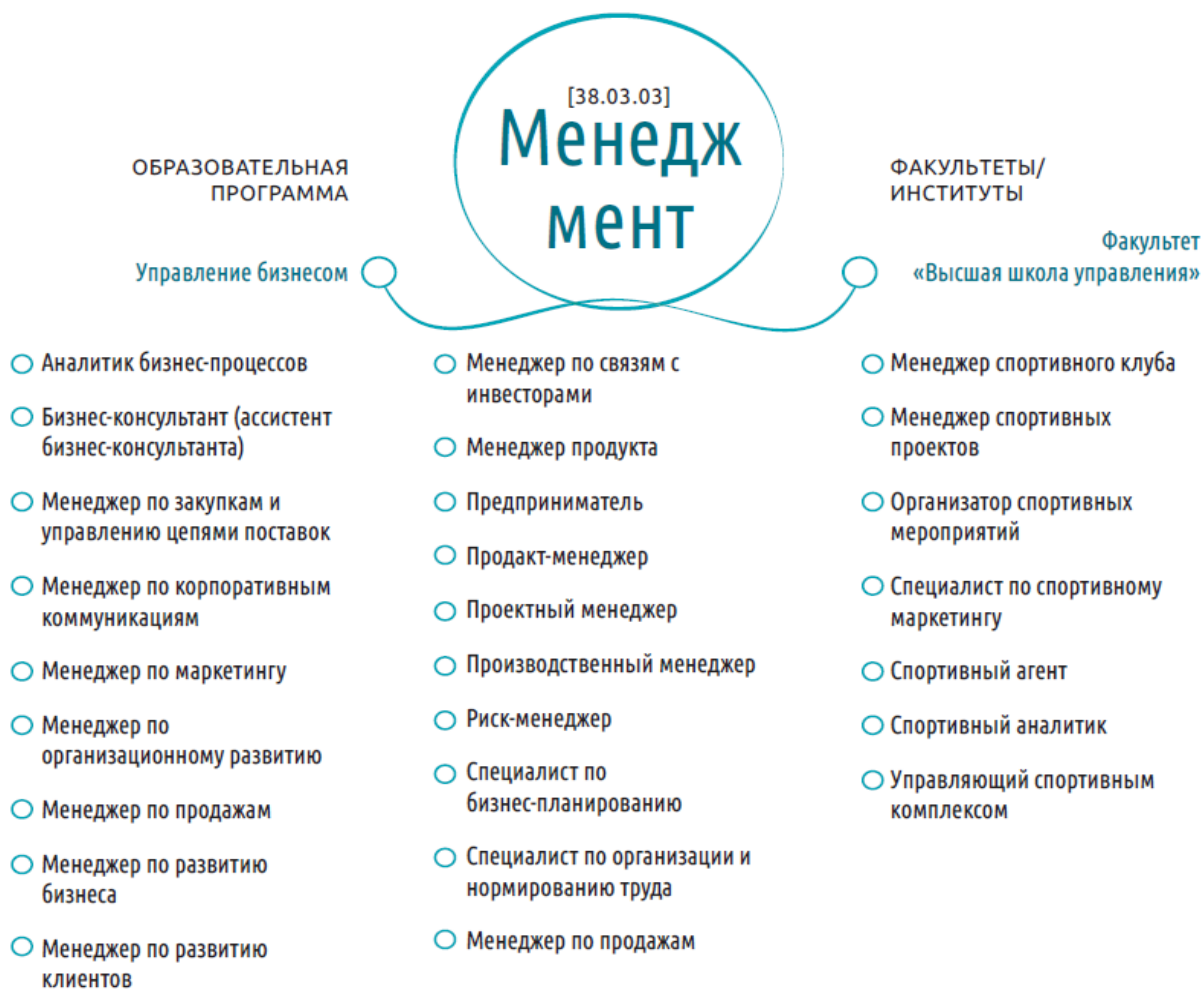 [38.03.03]
Менедж
мент
ОБРАЗОВАТЕЛЬНАЯ
ПРОГРАММА
Управление бизнесом
ФАКУЛЬТЕТЫ/
ИНСТИТУТЫ
Факультет
«Высшая школа управления»
Аналитик бизнес-процессов
Бизнес-консультант (ассистент
бизнес-консультанта)
Менеджер по закупкам и
управлению цепями поставок
Менеджер по корпоративным
коммуникациям
Менеджер по маркетингу
Менеджер по
организационному развитию
Менеджер по продажам
Менеджер по развитию
бизнеса
Менеджер по развитию
клиентов
Менеджер по связям с
инвесторами
Менеджер продукта
Предприниматель
Продакт-менеджер
Проектный менеджер
Производственный менеджер
Риск-менеджер
Специалист по
бизнес-планированию
Специалист по организации и
нормированию труда
Менеджер по продажам
Менеджер спортивного клуба
Менеджер спортивных
проектов
Организатор спортивных
мероприятий
Специалист по спортивному
маркетингу
Спортивный агент
Спортивный аналитик
Управляющий спортивным
комплексом